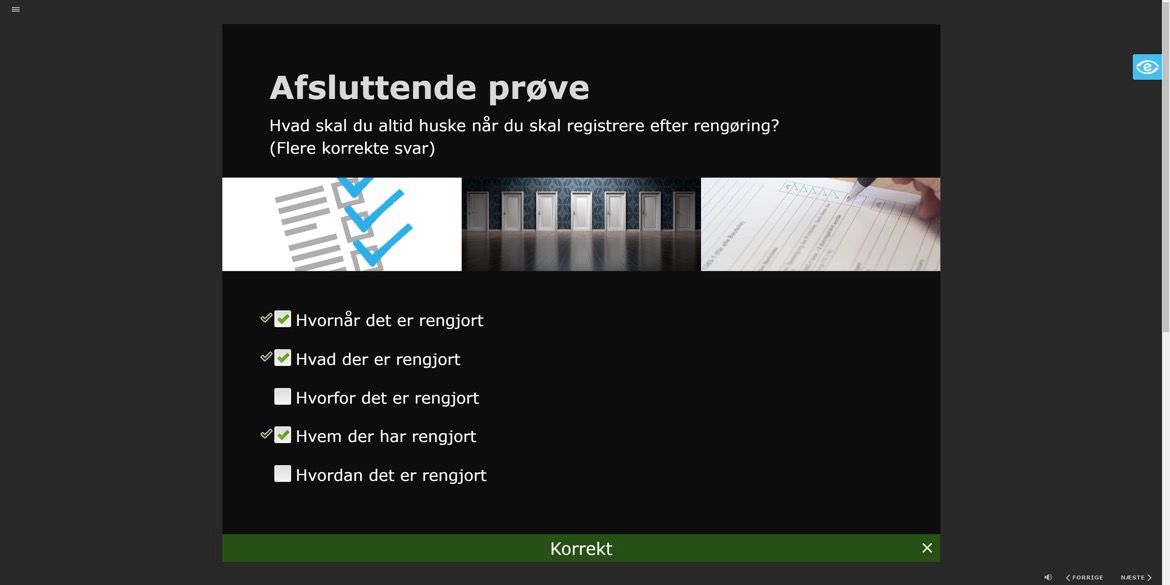 Afsluttende prøve
Hvad skal du altid huske når du skal registrere efter rengøring?
(Flere korrekte svar)
Hvornår det er rengjort
Hvad der er rengjort
Hvorfor det er rengjort
Hvem der har rengjort
Hvordan det er rengjort
Korrekt
FORRIGE
NÆSTE